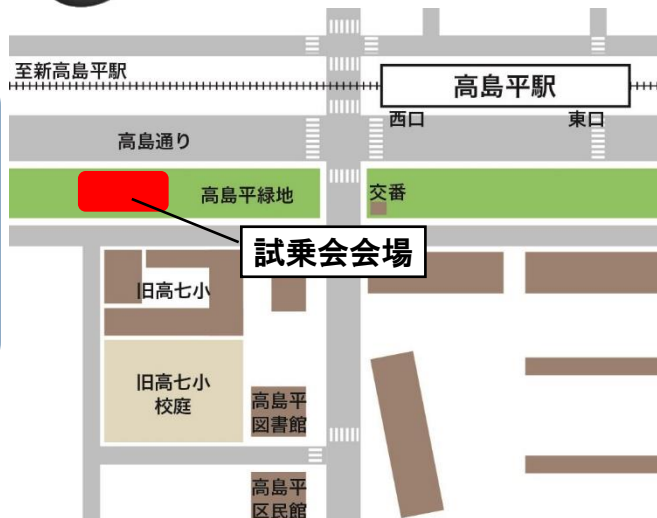 至新高島平駅
高島平駅
西口
東口
高島通り
高島平緑地
交番
試乗会会場
旧高七小
旧高七小
校庭
高島平
図書館
高島平
区民館